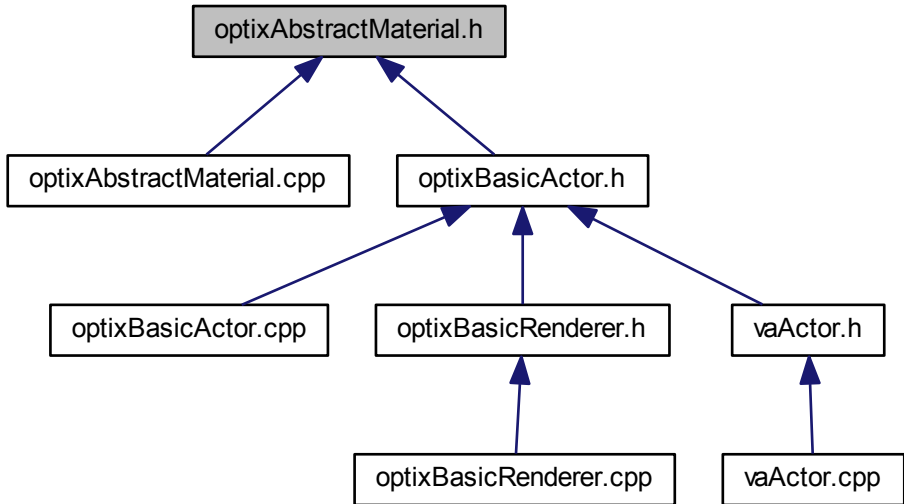 optixAbstractMaterial.h
optixAbstractMaterial.cpp
optixBasicActor.h
optixBasicActor.cpp
optixBasicRenderer.h
vaActor.h
optixBasicRenderer.cpp
vaActor.cpp